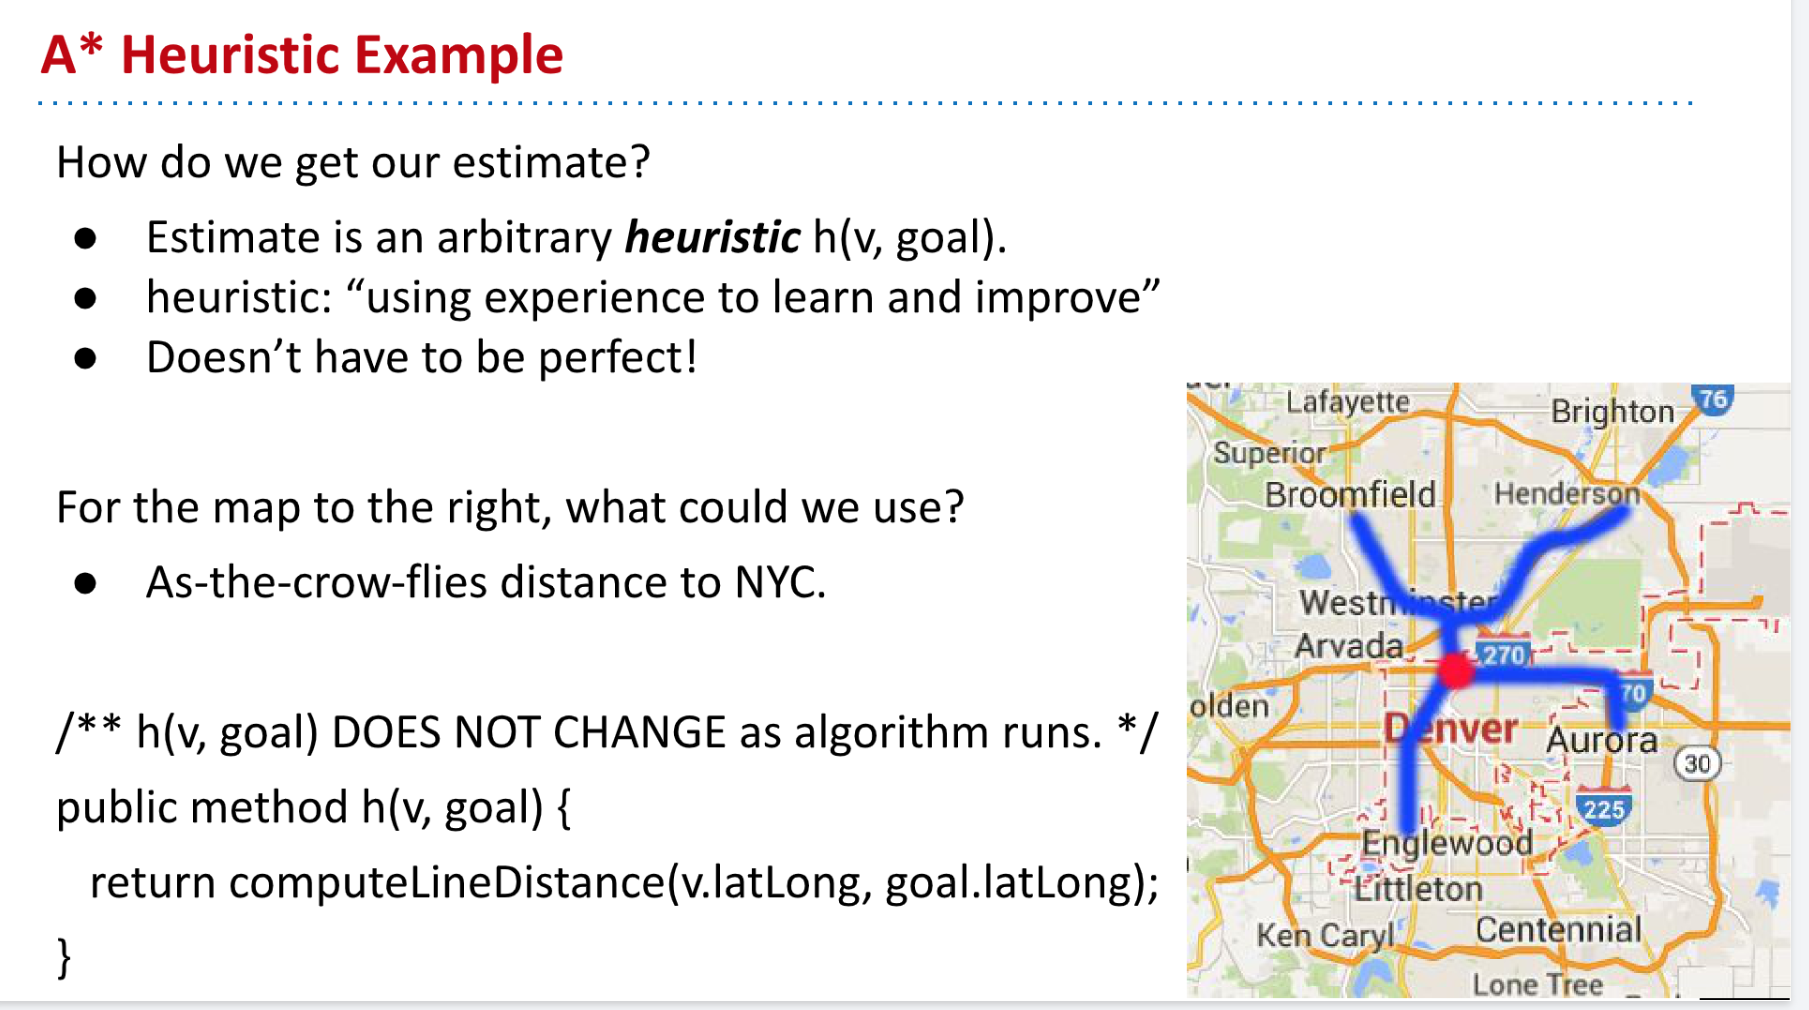 A* Heuristic Example
How do we get our estimate?
● Estimate is an arbitrary heuristic h(v, goal).
● heuristic: “using experience to learn and improve”
● Doesn’t have to be perfect!
For the map to the right, what could we use?
● As-the-crow-flies distance to NYC.
/** h(v, goal) DOES NOT CHANGE as algorithm runs. */
public method h(v, goal) {
return computeLineDistance(v.latLong, goal.latLong);
}
Lafayette
Brighton
76
Superior
Broomfield
Henderson
Westminster
Arvada
270
70
olden
Denver
Aurora
30
225
Englewood
Littleton
Ken Caryl
Centennial
Lone Tree